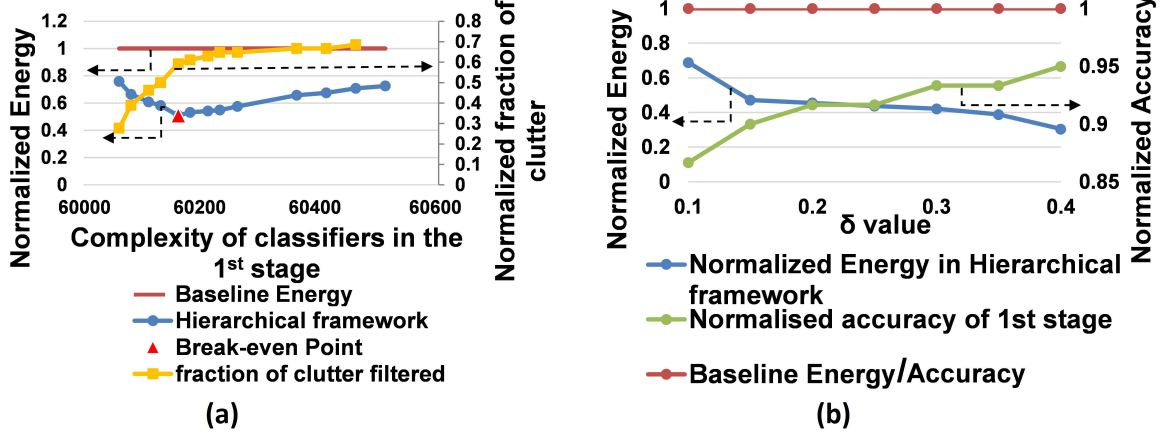 Normalized Energy
1.2
1
0.8
0.6
0.4
0.2
0
0.8
0.7
0.6
0.5
0.4
0.3
0.2
0.1
0
Normalized fraction of
clutter
60000
60200
60400
60600
Complexity of classifiers in the
1st stage
Baseline Energy
Hierarchical framework
Break-even Point
fraction of clutter filtered
(a)
Normalized Energy
1
0.8
0.6
0.4
0.2
0
1
0.95
0.9
0.85
Normalized Accuracy
0.1
0.2
0.3
0.4
δ value
Normalized Energy in Hierarchical
framework
Normalised accuracy of 1st stage
Baseline Energy/Accuracy
(b)